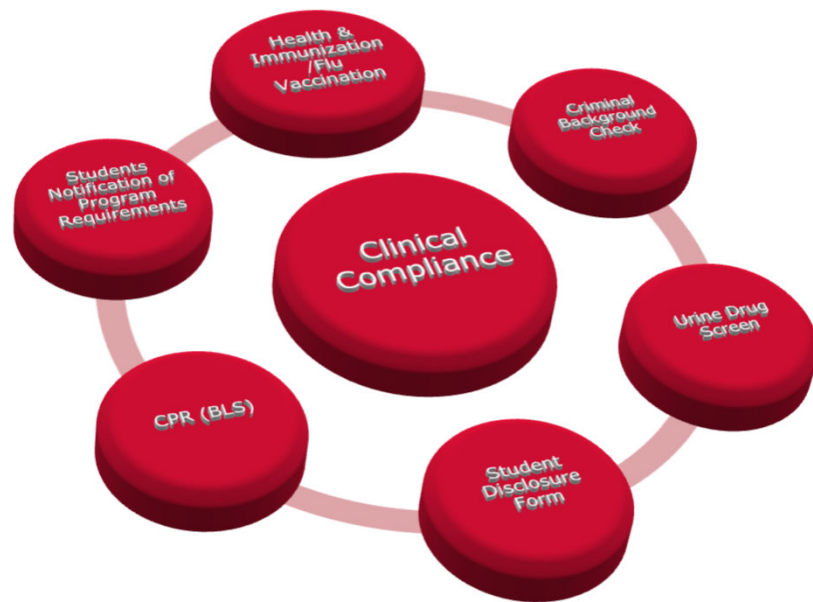 Health &
Immunization
/Flu
Vaccination
Criminal
Background
Check
Students
Notification of
Program
Requirements
Clinical
Compliance
Urine Drug
Screen
CPR (BLS)
Student
Disclosure
Form